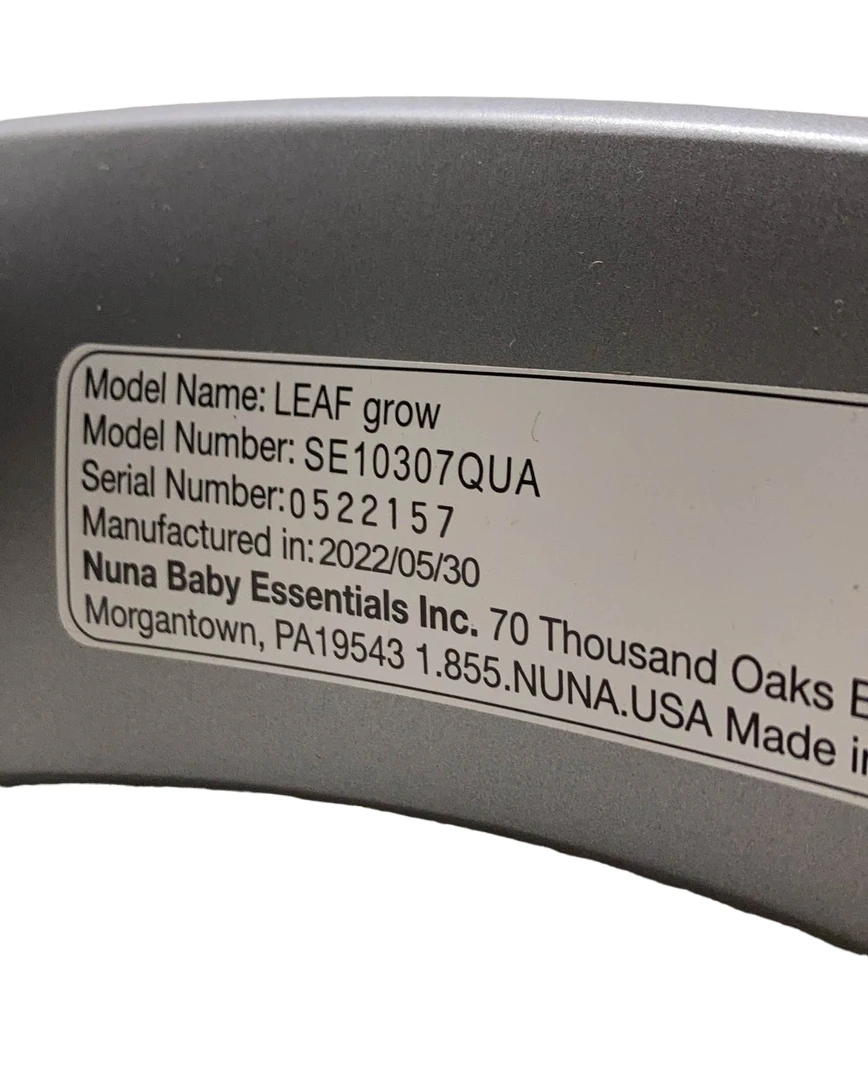 Model Name: LEAF grow
Model Number: SE10307QUA
Serial Number:0522157
Manufactured in: 2022/05/30
Nuna Baby Essentials Inc. 70 Thousand Oaks
Morgantown, PA19543 1.855.NUNA.USA Made